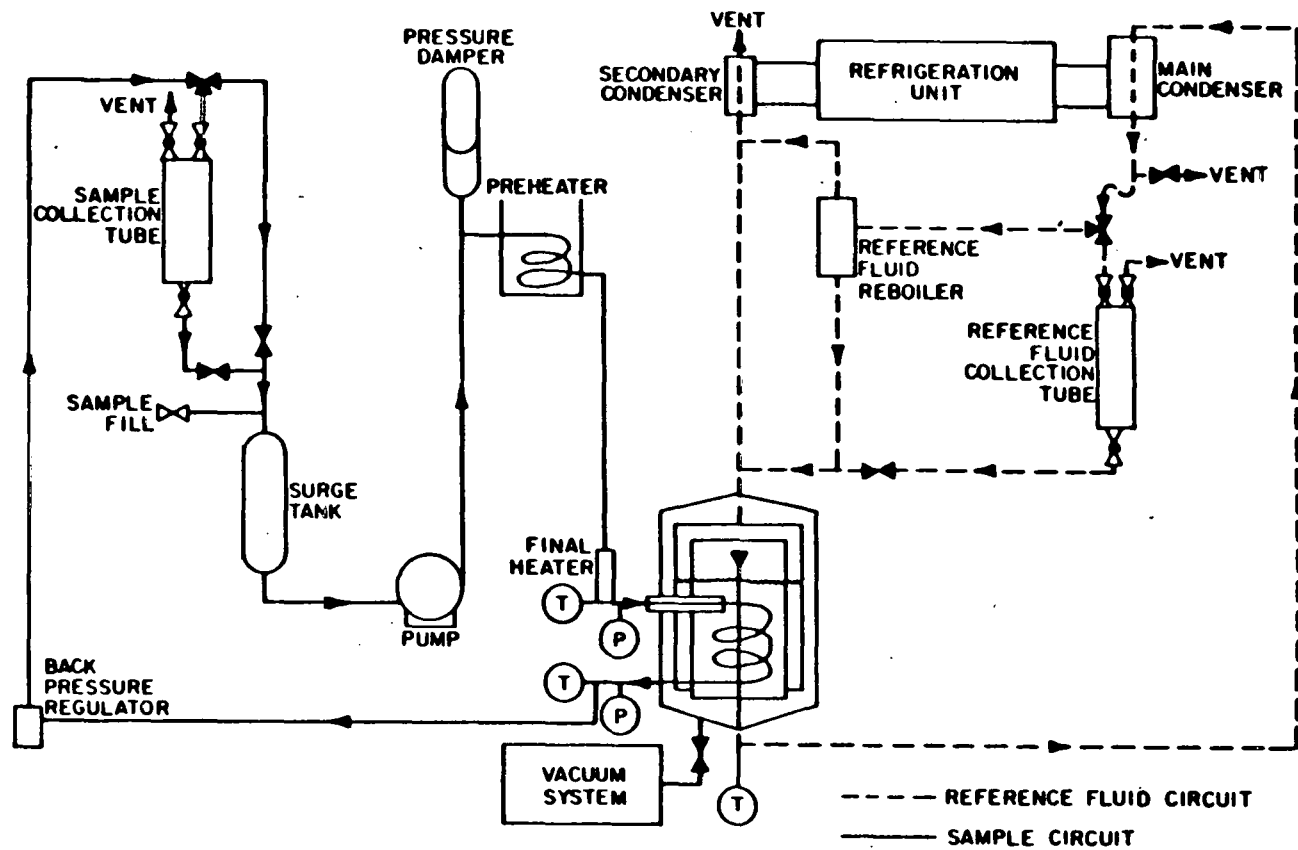 VENT
PRESSURE
DAMPER
SECONDARY
CONDENSER
REFRIGERATION
UNIT
MAIN
CONDENSER
VENT
SAMPLE
COLLECTION
TUBE
PREHEATER
VENT
REFERENCE
FLUID
REBOILER
VENT
REFERENCE
FLUID
COLLECTION
TUBE
SAMPLE
FILL
SURGE
TANK
FINAL
HEATER
T
P
PUMP
BACK
PRESSURE
REGULATOR
T
P
VACUUM
SYSTEM
T
REFERENCE FLUID CIRCUIT
SAMPLE CIRCUIT